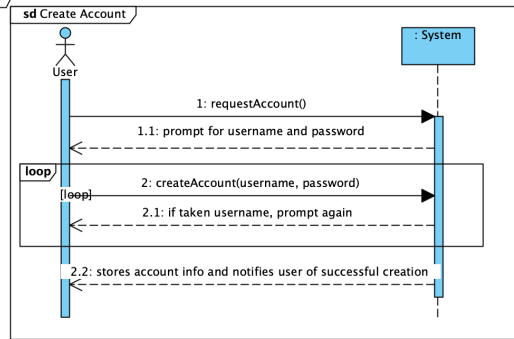 sd Create Account
: System
User
1: requestAccount()
1.1: prompt for username and password
loop
[loop]
2: createAccount(username, password)
2.1: if taken username, prompt again
2.2: stores account info and notifies user of successful creation